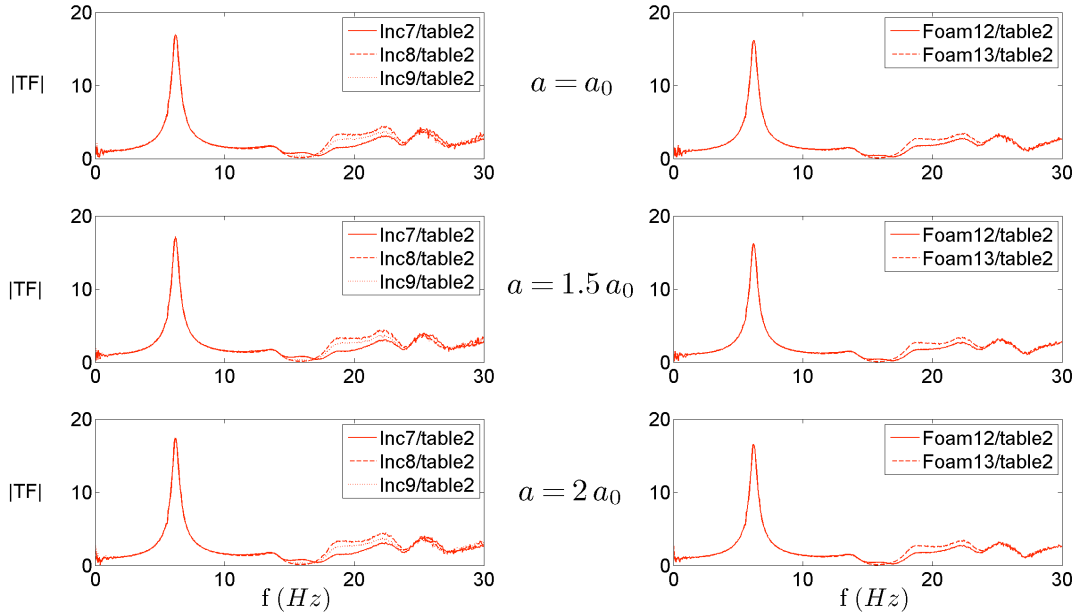 20
10
0
0 10 20 30
|TF|
Inc7/table2
Inc8/table2
Inc9/table2
a = a₀
20
10
0
0 10 20 30
Foam12/table2
Foam13/table2
20
10
0
0 10 20 30
|TF|
Inc7/table2
Inc8/table2
Inc9/table2
a = 1.5 a₀
20
10
0
0 10 20 30
Foam12/table2
Foam13/table2
20
10
0
0 10 20 30
|TF|
Inc7/table2
Inc8/table2
Inc9/table2
f (Hz)
a = 2 a₀
20
10
0
0 10 20 30
Foam12/table2
Foam13/table2
f (Hz)